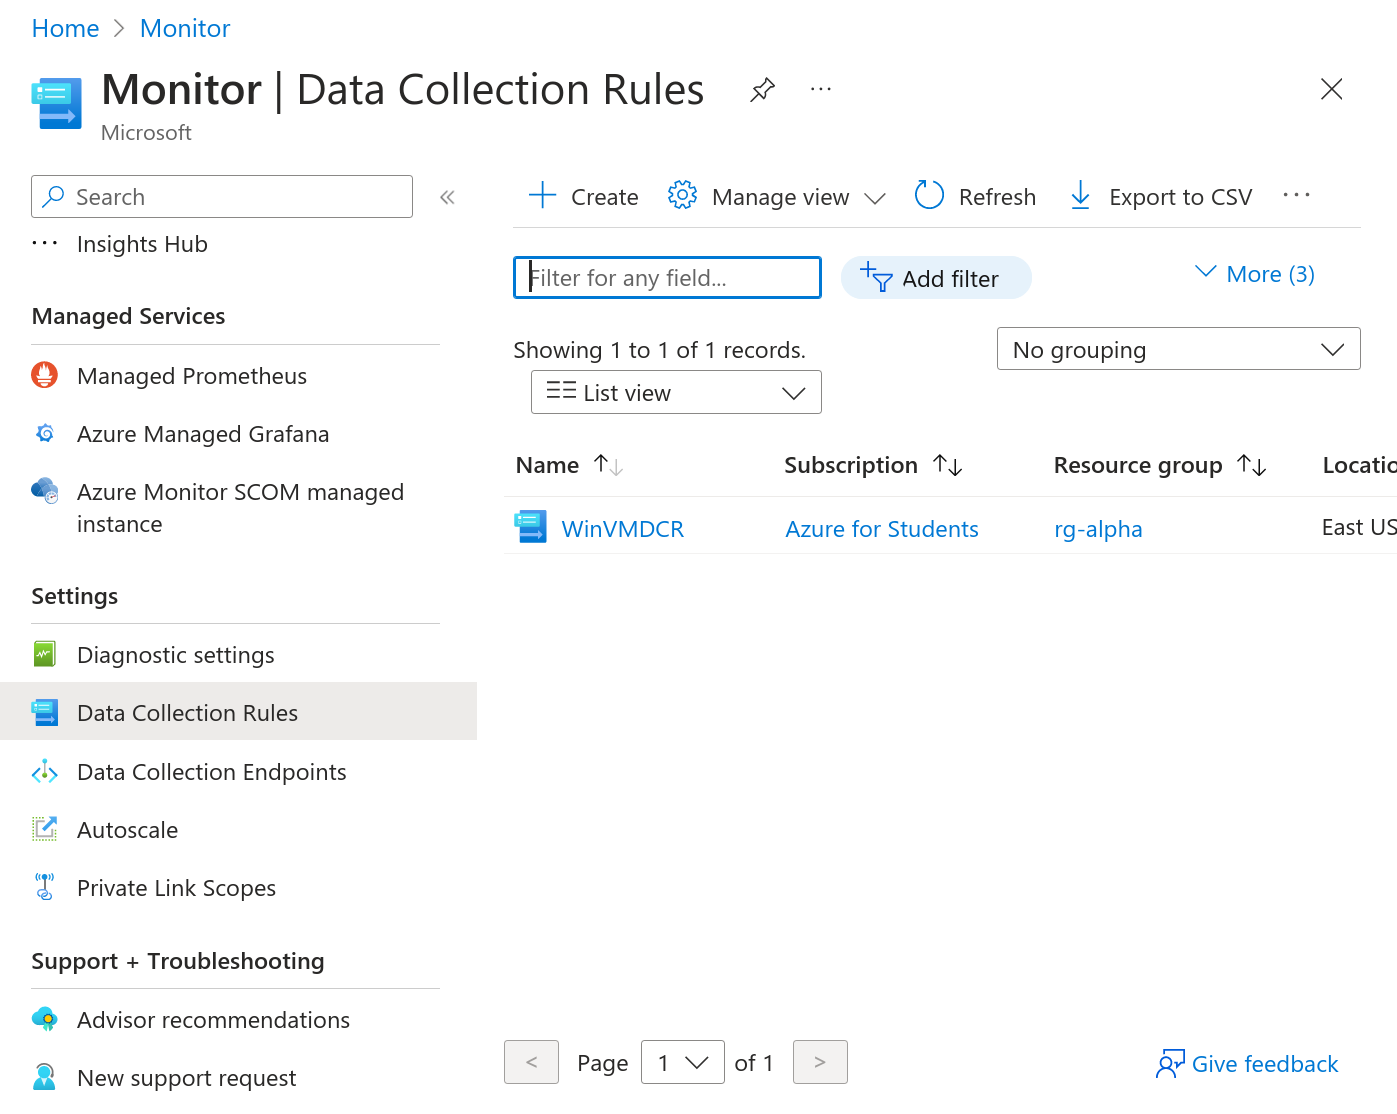 Home > Monitor
Monitor | Data Collection Rules
Microsoft
Search
Insights Hub
Managed Services
Managed Prometheus
Azure Managed Grafana
Azure Monitor SCOM managed
instance
Settings
Diagnostic settings
Data Collection Rules
Data Collection Endpoints
Autoscale
Private Link Scopes
Support + Troubleshooting
Advisor recommendations
New support request
Create Manage view Refresh Export to CSV
Filter for any field... Add filter More (3)
Showing 1 to 1 of 1 records. No grouping
List view
Name Subscription Resource group Locatio
WinVMDCR Azure for Students rg-alpha East US
< Page 1 of 1 > Give feedback